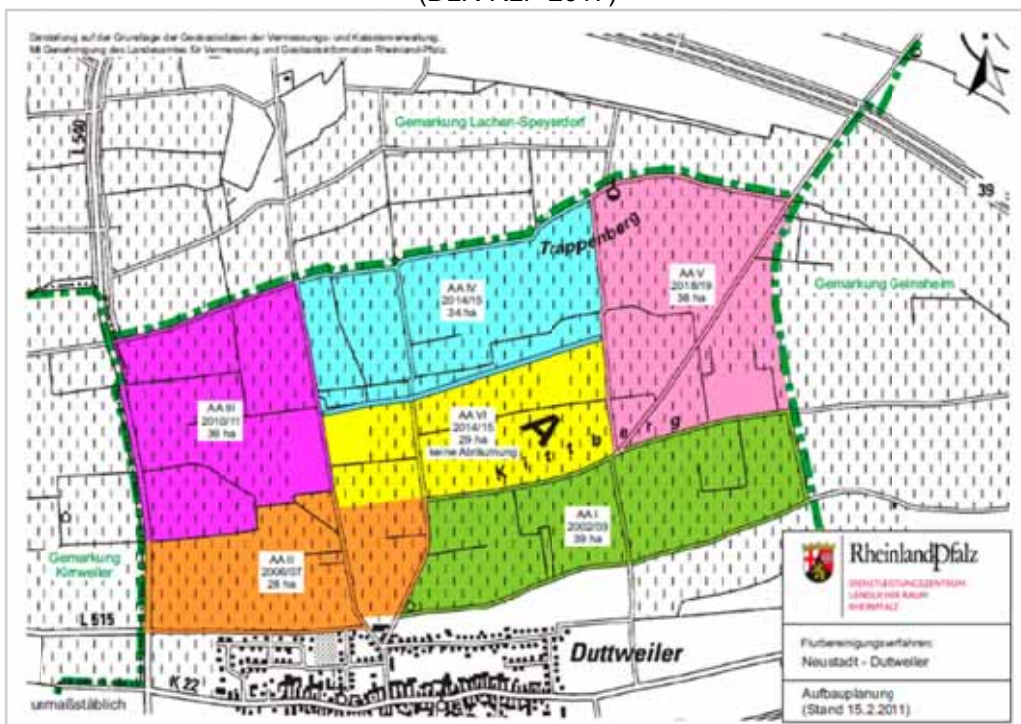 (DLR RLP 2017)
Darstellung auf der Grundlage der Geobasisdaten der Vermessungs- und Katasterverwaltung.
Mit Genehmigung des Landesamtes für Vermessung und Geobasisinformation Rheinland-Pfalz.
L 540
Gemarkung Lachen-Speyerdorf
39
Trappenberg
AA IV
2014/15
34 ha
AA V
2018/19
38 ha
Gemarkung Geinsheim
AA III
2010/11
36 ha
AA VI
2014/15
29 ha
keine Abräumung
A
Kittberg
AA I
2002/03
39 ha
AA II
2006/07
28 ha
Gemarkung
Kirrweiler
L 515
K 22
Duttweiler
unmaßstäblich
RheinlandPfalz
DIENSTLEISTUNGSZENTRUM
LÄNDLICHER RAUM
RHEINPFALZ
Flurbereinigungsverfahren:
Neustadt - Duttweiler
Aufbauplanung
(Stand 15.2.2011)